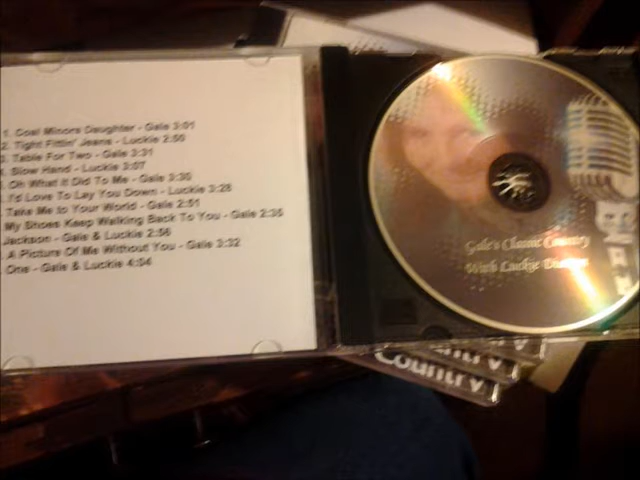 1. Coal Minors Daughter - Gale 3:01
2. Tight Fittin' Jeans - Luckie 2:50
3. Table For Two - Gale 3:31
. Slow Hand - Luckie 3:07
. Oh What It Did To Me - Gale 3:30
. I'd Love To Lay You Down - Luckie 3:28
. Take Me to Your World - Gale 2:51
My Shoes Keep Walking Back To You - Gale 2:35
Jackson - Gale & Luckie 2:56
. A Picture Of Me Without You - Gale 3:32
. One - Gale & Luckie 4:04
Gale's Classic Country
With Luckie
Country